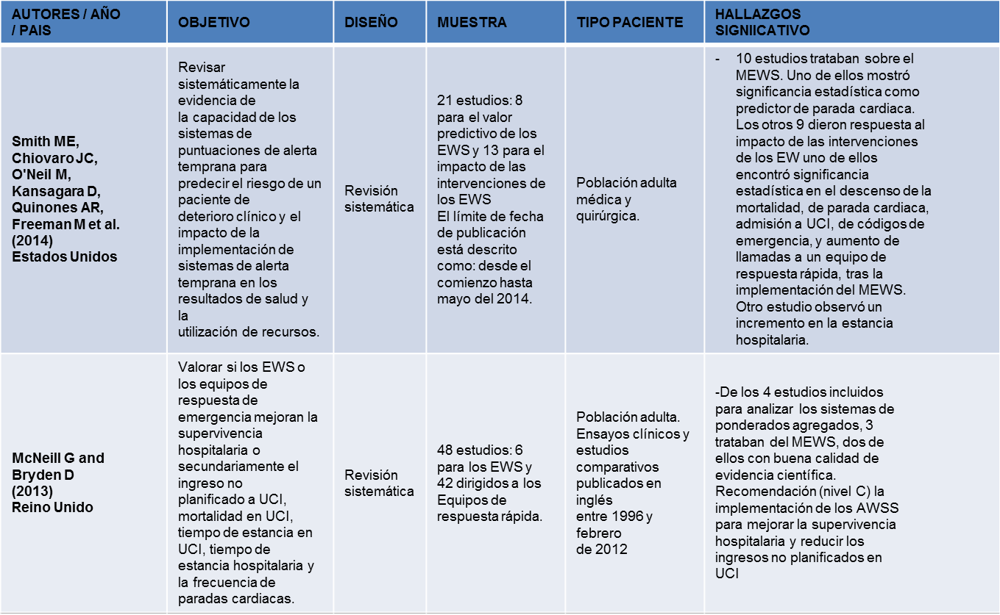 AUTORES / AÑO
/ PAIS
OBJETIVO
DISEÑO
MUESTRA
TIPO PACIENTE
HALLAZGOS
SIGNIICATIVO
Smith ME,
Chiovaro JC,
O'Neil M,
Kansagara D,
Quinones AR,
Freeman M et al.
(2014)
Estados Unidos
Revisar
sistemáticamente la
evidencia de
la capacidad de los
sistemas de
puntuaciones de alerta
temprana para
predecir el riesgo de un
paciente de
deterioro clínico y el
impacto de la
implementación de
sistemas de alerta
temprana en los
resultados de salud y
la
utilización de recursos.
Revisión
sistemática
21 estudios: 8
para el valor
predictivo de los
EWS y 13 para el
impacto de las
intervenciones de
los EWS
El límite de fecha
de publicación
está descrito
como: desde el
comienzo hasta
mayo del 2014.
Población adulta
médica y
quirúrgica.
- 10 estudios trataban sobre el
MEWS. Uno de ellos mostró
significancia estadística como
predictor de parada cardiaca.
Los otros 9 dieron respuesta al
impacto de las intervenciones
de los EW uno de ellos
encontró significancia
estadística en el descenso de la
mortalidad, de parada cardiaca,
admisión a UCI, de códigos de
emergencia, y aumento de
llamadas a un equipo de
respuesta rápida, tras la
implementación del MEWS.
Otro estudio observó un
incremento en la estancia
hospitalaria.
McNeill G and
Bryden D
(2013)
Reino Unido
Valorar si los EWS o
los equipos de
respuesta de
emergencia mejoran la
supervivencia
hospitalaria o
secundariamente el
ingreso no
planificado a UCI,
mortalidad en UCI,
tiempo de estancia en
UCI, tiempo de
estancia hospitalaria y
la frecuencia de
paradas cardiacas.
Revisión
sistemática
48 estudios: 6
para los EWS y
42 dirigidos a los
Equipos de
respuesta rápida.
Población adulta.
Ensayos clínicos y
estudios
comparativos
publicados en
inglés
entre 1996 y
febrero
de 2012
-De los 4 estudios incluidos
para analizar los sistemas de
ponderados agregados, 3
trataban del MEWS, dos de
ellos con buena calidad de
evidencia científica.
Recomendación (nivel C) la
implementación de los AWSS
para mejorar la supervivencia
hospitalaria y reducir los
ingresos no planificados en
UCI